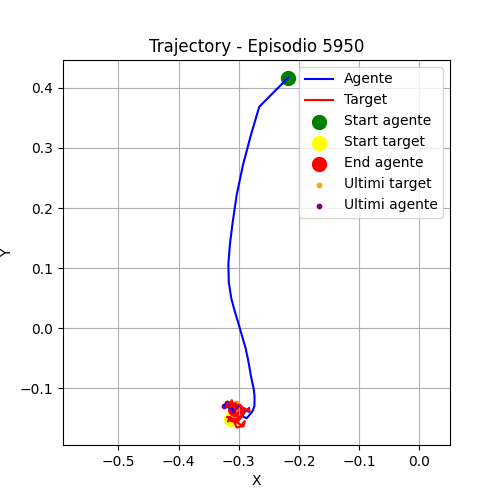 Trajectory - Episodio 5950
Agente
Target
Start agente
Start target
End agente
Ultimi target
Ultimi agente
0.4
0.3
0.2
0.1
0.0
−0.1
Y
−0.5
−0.4
−0.3
−0.2
−0.1
0.0
X